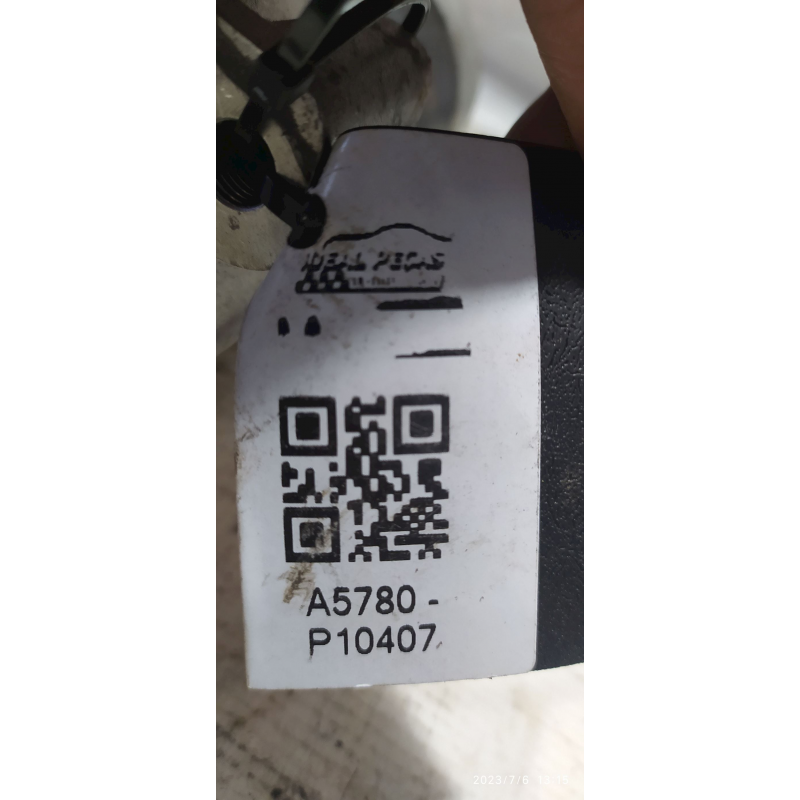 IDEAL PEÇAS
A5780 -
P10407
2023/7/6